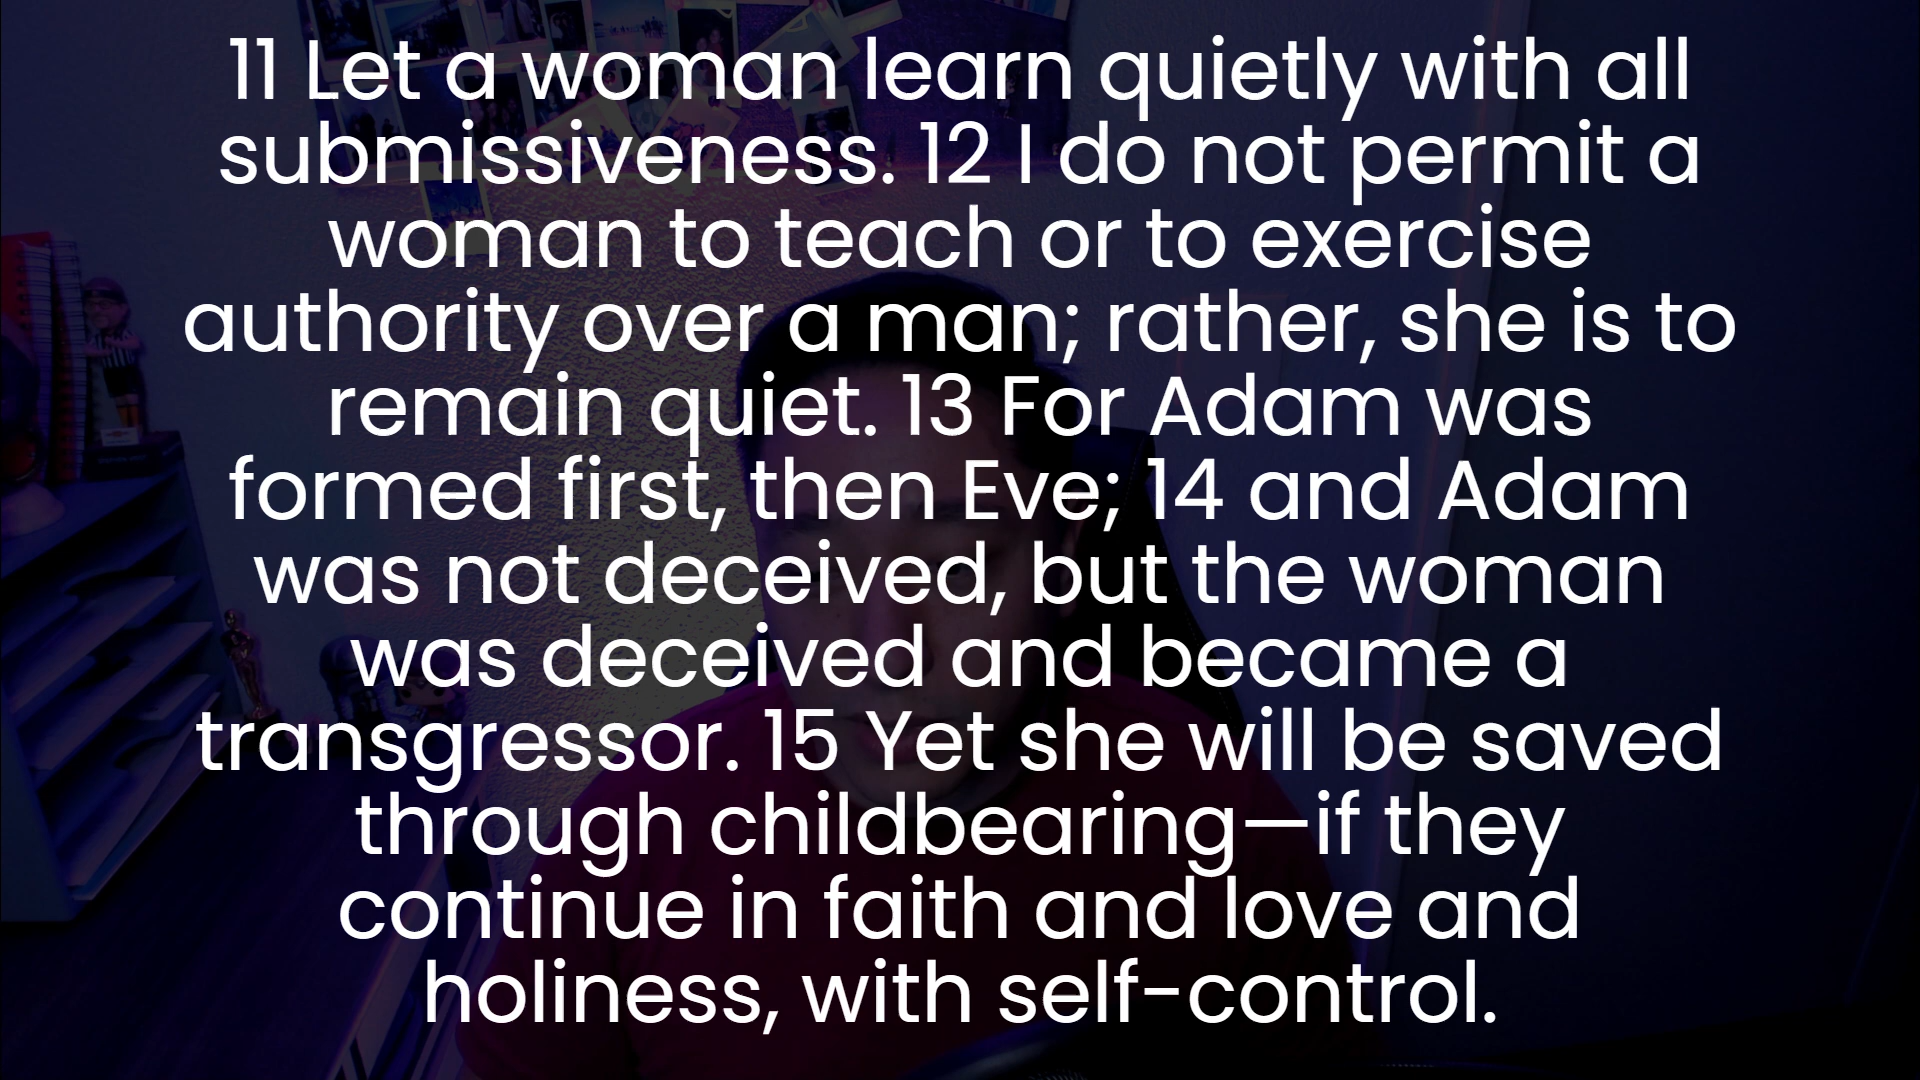 11 Let a woman learn quietly with all
submissiveness. 12 I do not permit a
woman to teach or to exercise
authority over a man; rather, she is to
remain quiet. 13 For Adam was
formed first, then Eve; 14 and Adam
was not deceived, but the woman
was deceived and became a
transgressor. 15 Yet she will be saved
through childbearing—if they
continue in faith and love and
holiness, with self-control.